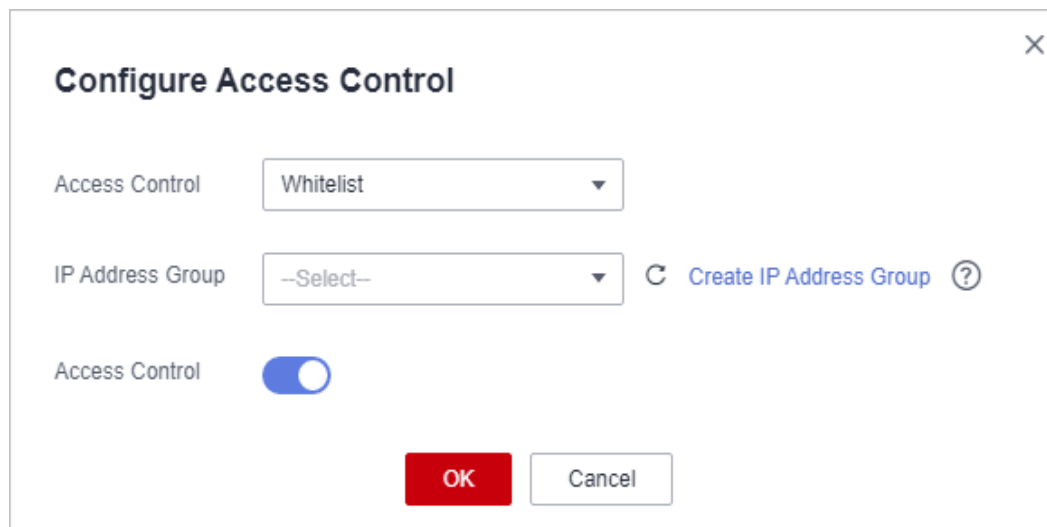 Configure Access Control
Access Control Whitelist
IP Address Group --Select-- Create IP Address Group ?
Access Control
OK Cancel